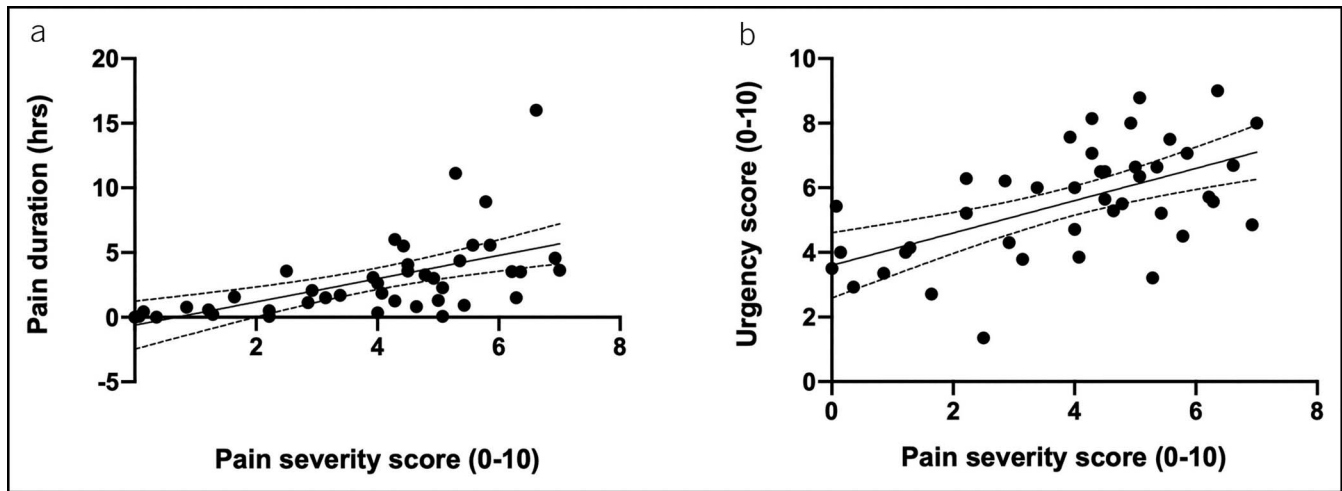 a
20
15
10
5
0
-5
2 4 6 8
Pain duration (hrs)
Pain severity score (0-10)
b
10
8
6
4
2
0
0 2 4 6 8
Urgency score (0-10)
Pain severity score (0-10)